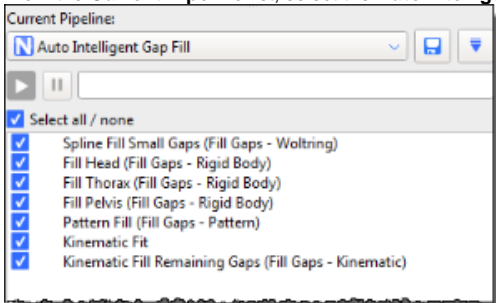 Current Pipeline:
N Auto Intelligent Gap Fill
Select all / none
Spline Fill Small Gaps (Fill Gaps - Woltring)
Fill Head (Fill Gaps - Rigid Body)
Fill Thorax (Fill Gaps - Rigid Body)
Fill Pelvis (Fill Gaps - Rigid Body)
Pattern Fill (Fill Gaps - Pattern)
Kinematic Fit
Kinematic Fill Remaining Gaps (Fill Gaps - Kinematic)